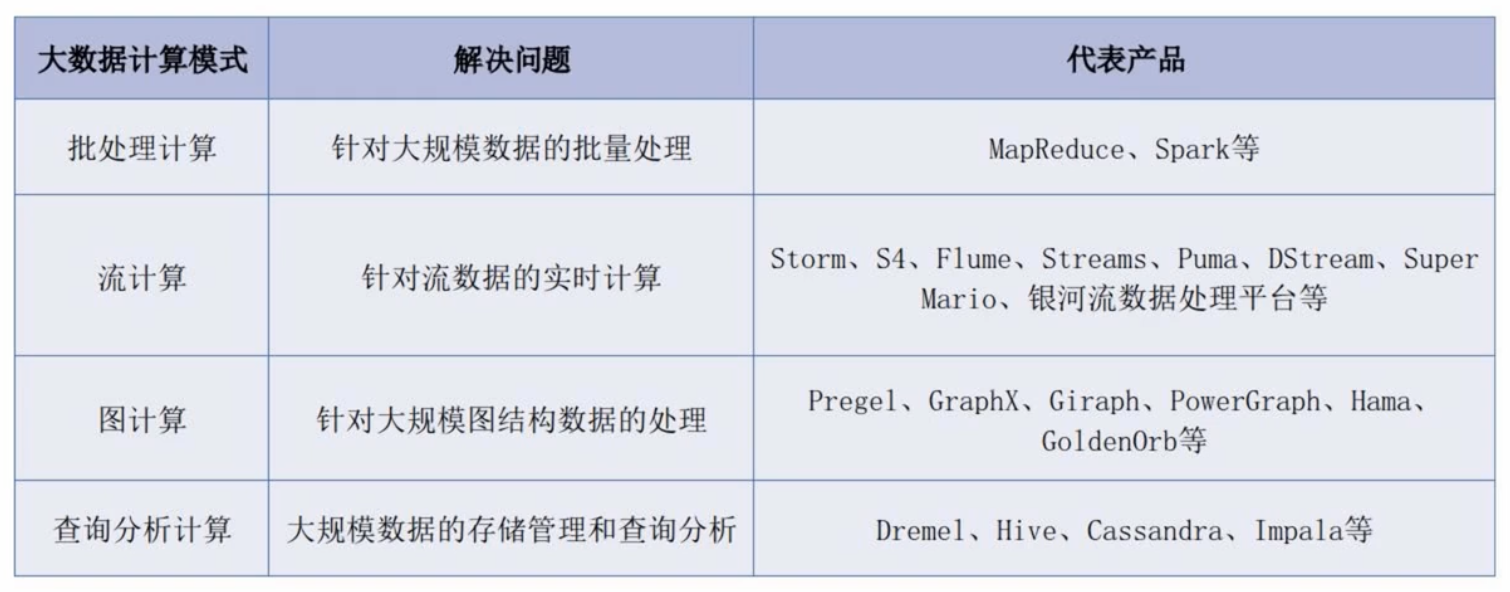 大数据计算模式 解决问题 代表产品
批处理计算 针对大规模数据的批量处理 MapReduce、Spark等
流计算 针对流数据的实时计算 Storm、S4、Flume、Streams、Puma、DStream、Super
Mario、银河流数据处理平台等
图计算 针对大规模图结构数据的处理 Pregel、GraphX、Giraph、PowerGraph、Hama、
GoldenOrb等
查询分析计算 大规模数据的存储管理和查询分析 Dremel、Hive、Cassandra、Impala等